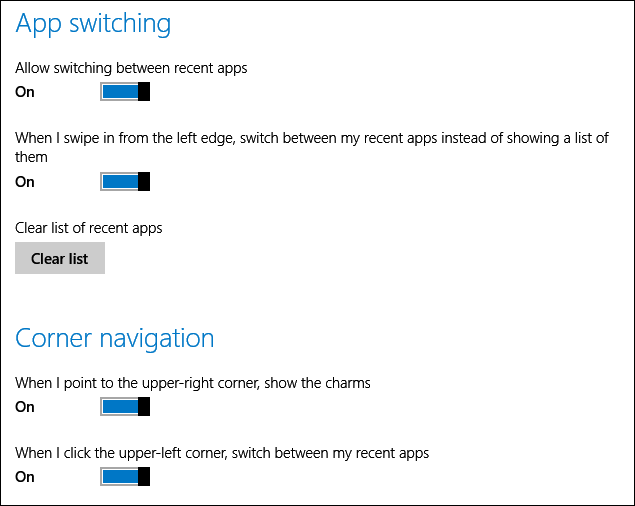 App switching
Allow switching between recent apps
On
When I swipe in from the left edge, switch between my recent apps instead of showing a list of
them
On
Clear list of recent apps
Clear list
Corner navigation
When I point to the upper-right corner, show the charms
On
When I click the upper-left corner, switch between my recent apps
On